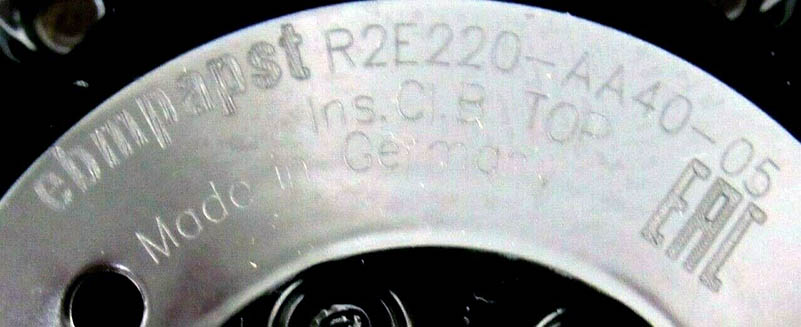 ebmpapst R2E220-AA40-05
Ins. Cl. B TOP
Made in Germany
EAC